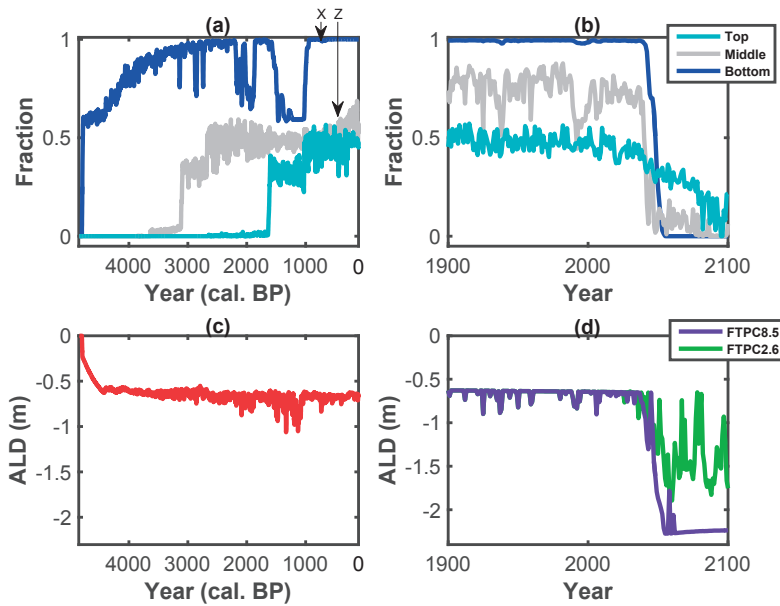 (a)
X
Z
1
0.5
0
Fraction
4000 3000 2000 1000 0
Year (cal. BP)
(b)
Top
Middle
Bottom
1
0.5
0
Fraction
1900 2000 2100
Year
(c)
0
-0.5
-1
-1.5
-2
ALD (m)
4000 3000 2000 1000 0
Year (cal. BP)
(d)
FTPC8.5
FTPC2.6
0
-0.5
-1
-1.5
-2
ALD (m)
1900 2000 2100
Year